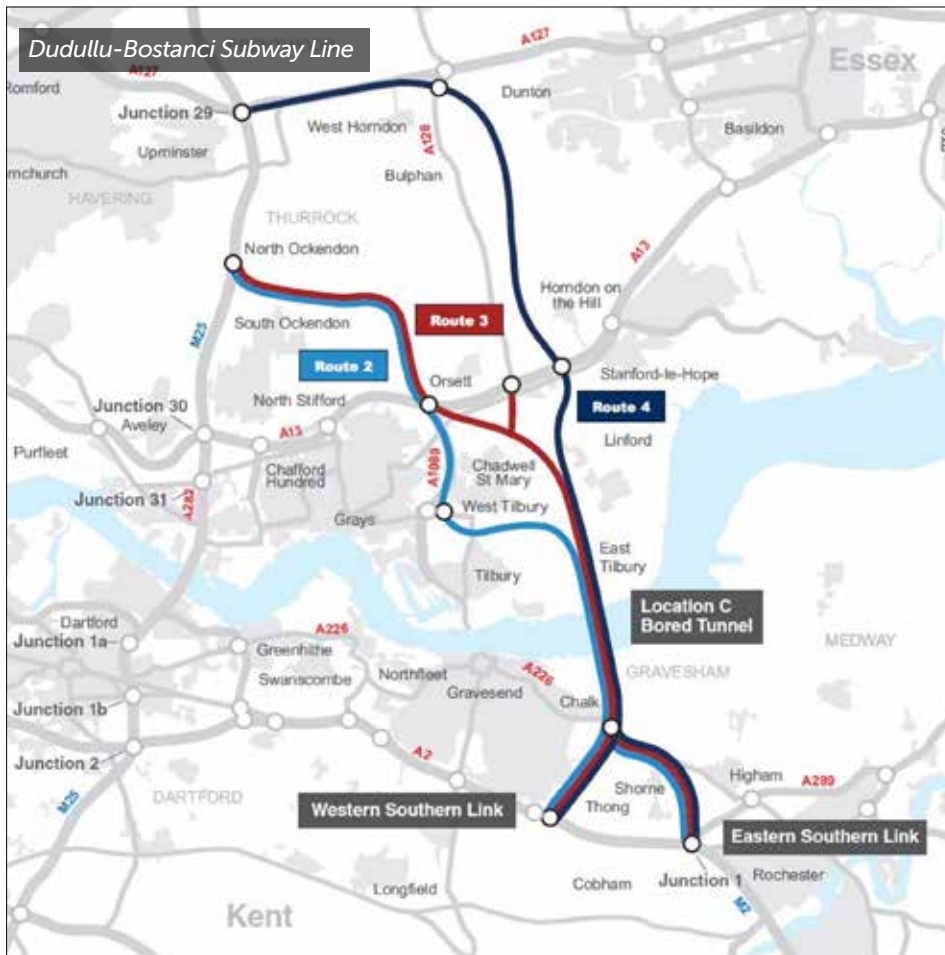 Dudullu-Bostanci Subway Line
A127
Essex
A127
Romford
Dunton
Junction 29
West Horndon
A128
Basildon
Upminster
Bulphan
HAVERING
THURROCK
North Ockendon
A13
Horndon on
the Hill
M25
Route 3
South Ockendon
Route 2
Orsett
Stanford-le-Hope
Junction 30
Aveley
North Stifford
Route 4
A13
Linford
Purfleet
Chafford
Hundred
A1089
Chadwell
St Mary
Junction 31
A282
Grays
West Tilbury
East
Tilbury
Tilbury
Location C
Bored Tunnel
Dartford
Junction 1a
A226
MEDWAY
Greenhithe
GRAVESHAM
Swanscombe
Northfleet
Gravesend
A226
Chalk
Junction 1b
A2
Junction 2
Higham
A289
M25
DARTFORD
Western Southern Link
Shorne
Thong
Eastern Southern Link
Longfield
Cobham
Junction 1
Rochester
Kent
M2